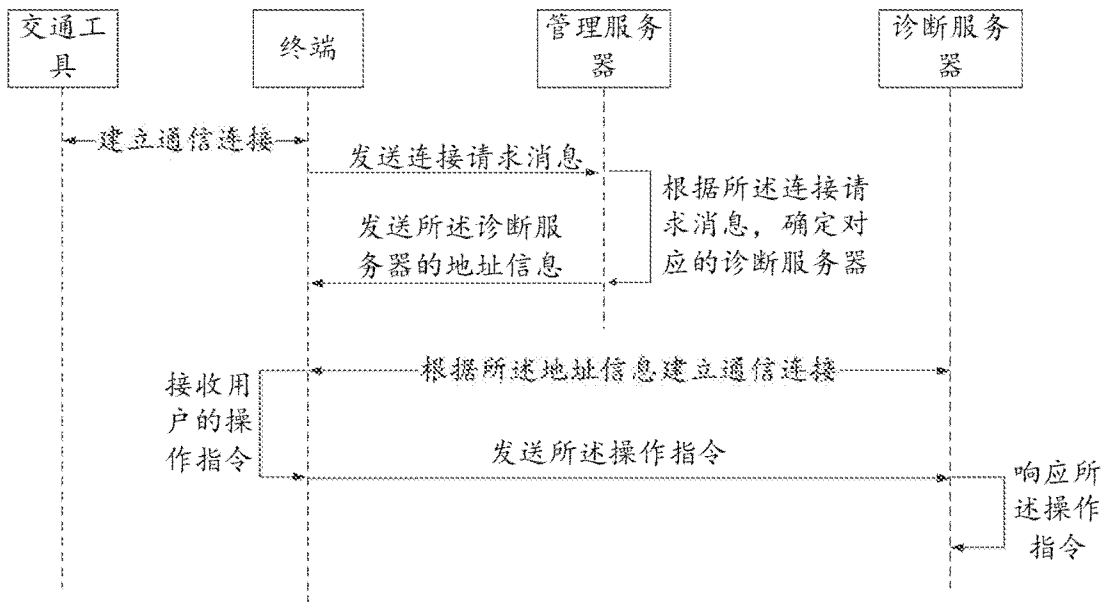 交通工
具
终端
管理服务
器
诊断服务
器
建立通信连接
发送连接请求消息
根据所述连接请
求消息，确定对
应的诊断服务器
发送所述诊断服
务器的地址信息
根据所述地址信息建立通信连接
接收用
户的操
作指令
发送所述操作指令
响应所
述操作
指令